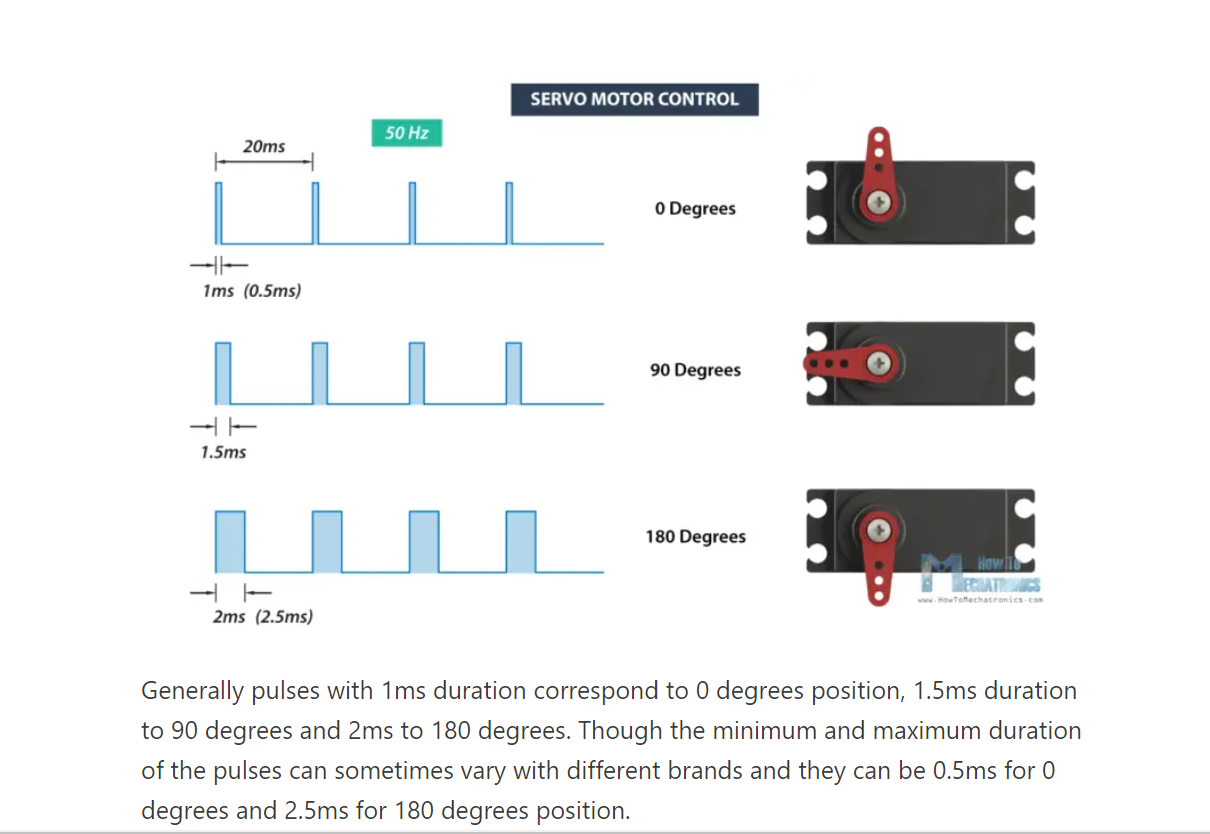 SERVO MOTOR CONTROL
50 Hz
20ms
0 Degrees
1ms (0.5ms)
90 Degrees
1.5ms
180 Degrees
How To
MECHATRONICS
www.HowToMechatronics.com
2ms (2.5ms)
Generally pulses with 1ms duration correspond to 0 degrees position, 1.5ms duration
to 90 degrees and 2ms to 180 degrees. Though the minimum and maximum duration
of the pulses can sometimes vary with different brands and they can be 0.5ms for 0
degrees and 2.5ms for 180 degrees position.